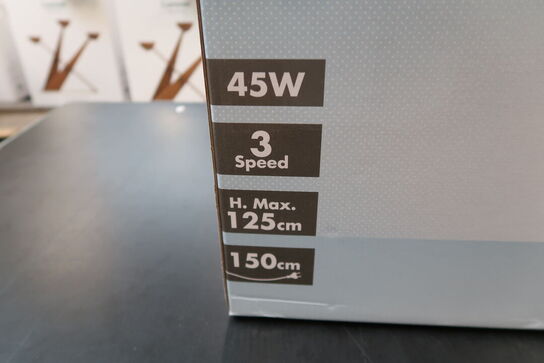 45W
3
Speed
H. Max.
125cm
150cm